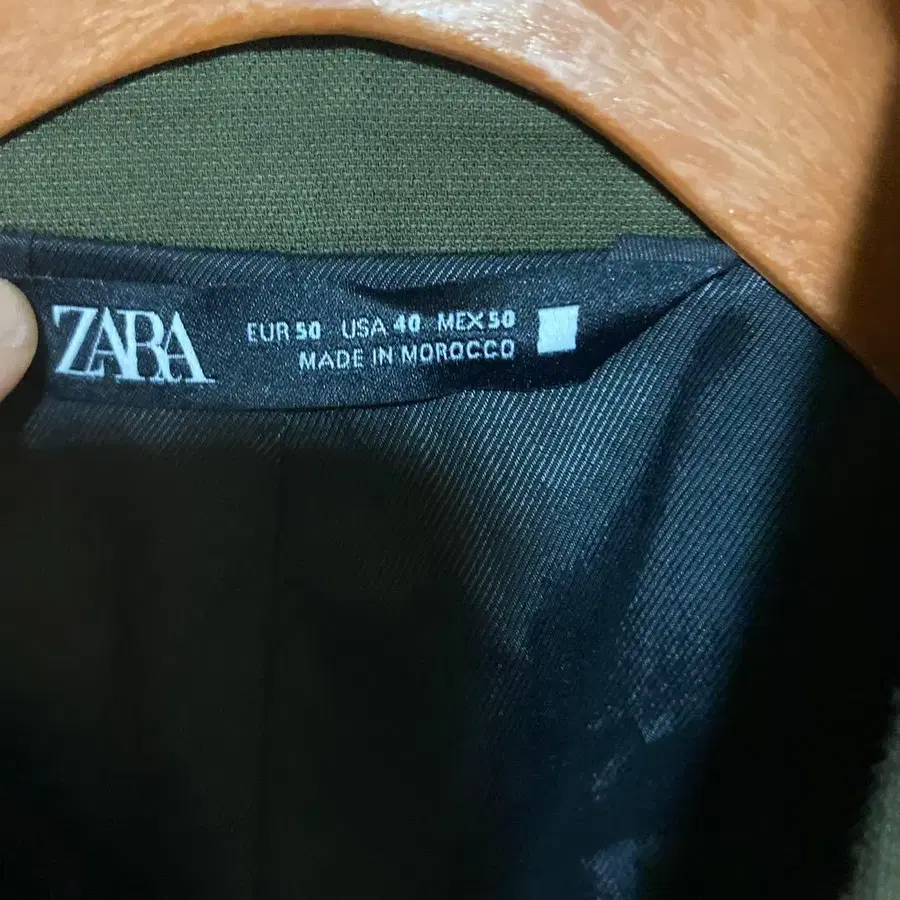 ZARA
EUR 50 USA 40 MEX 50
MADE IN MOROCCO